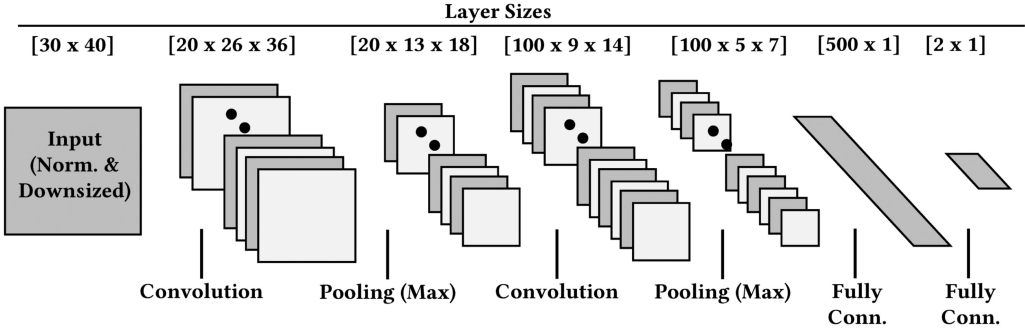 Layer Sizes
[30 x 40] [20 x 26 x 36] [20 x 13 x 18] [100 x 9 x 14] [100 x 5 x 7] [500 x 1] [2 x 1]
Input
(Norm. &
Downsized)
Convolution Pooling (Max) Convolution Pooling (Max) Fully Fully
Conn. Conn.